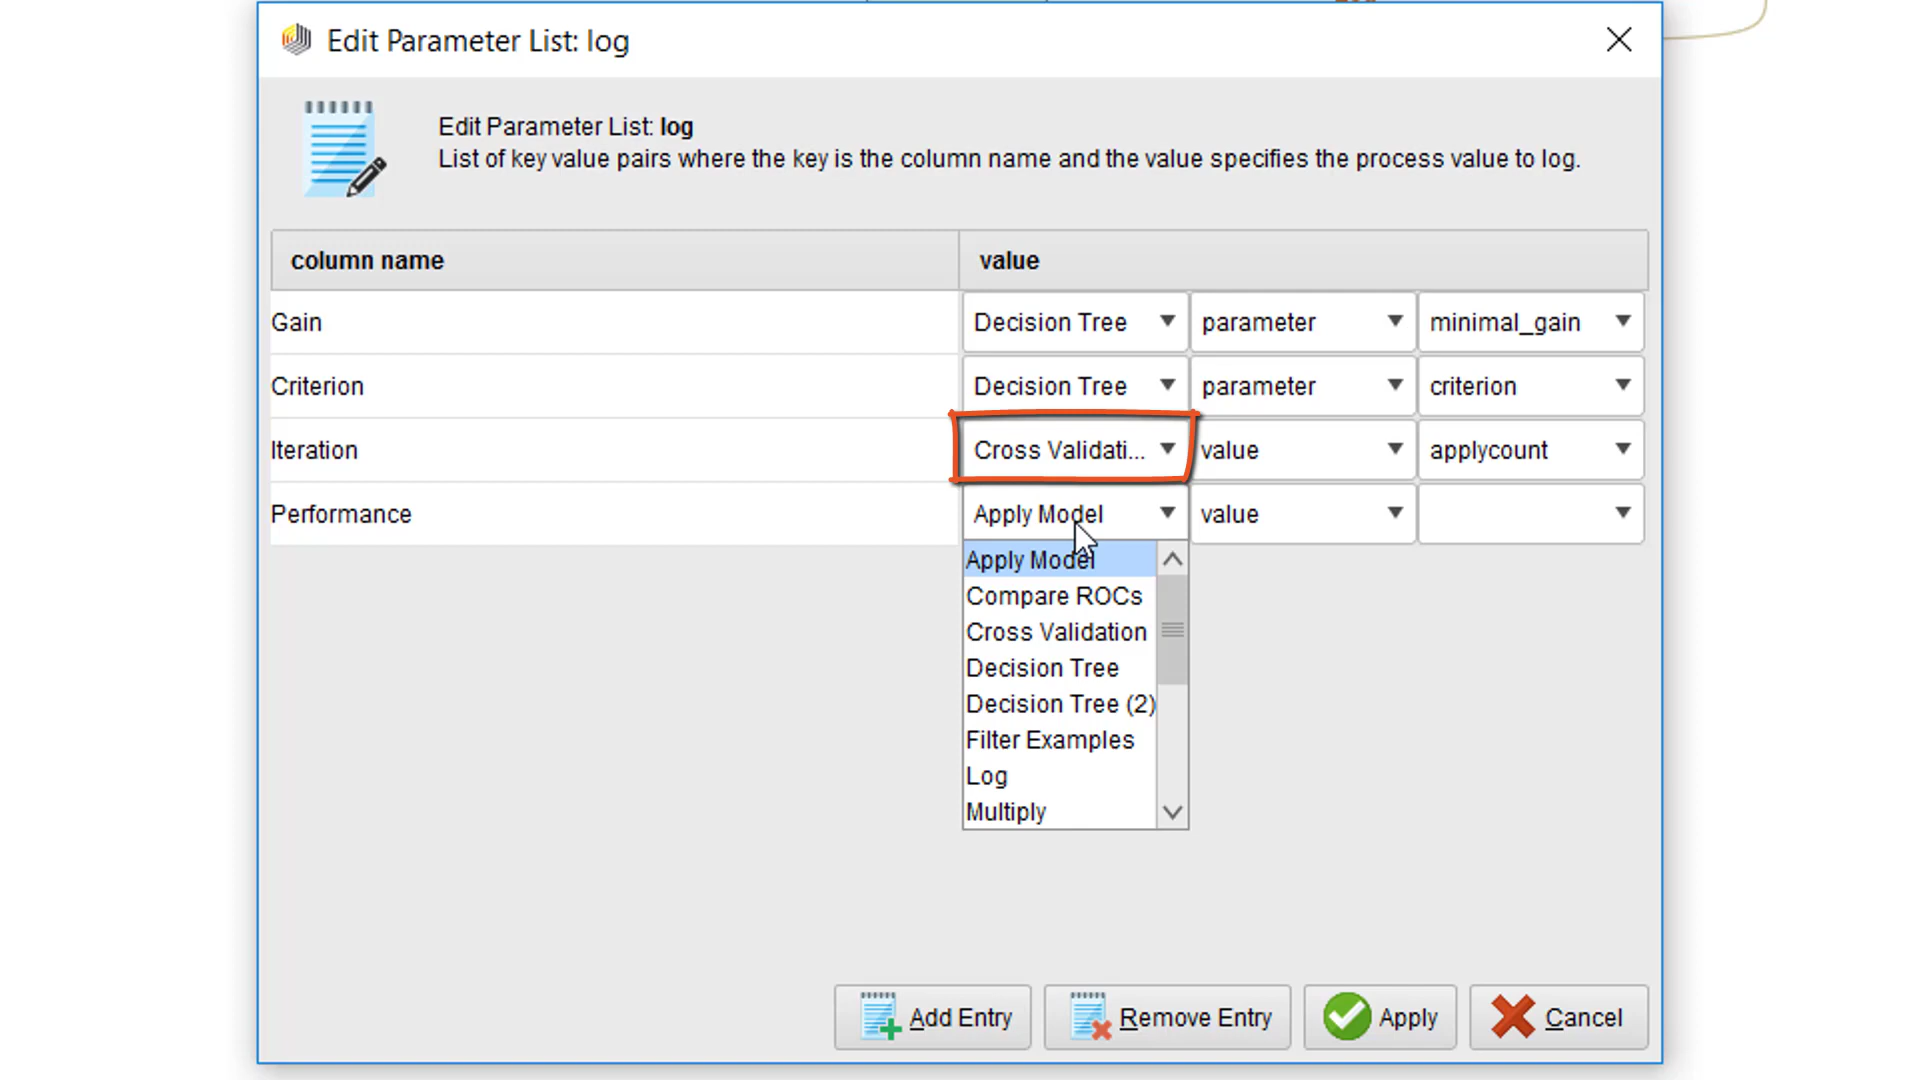 Edit Parameter List: log
Edit Parameter List: log
List of key value pairs where the key is the column name and the value specifies the process value to log.
column name value
Gain Decision Tree parameter minimal_gain
Criterion Decision Tree parameter criterion
Iteration Cross Validati... value applycount
Performance Apply Model value
Apply Model
Compare ROCs
Cross Validation
Decision Tree
Decision Tree (2)
Filter Examples
Log
Multiply
Add Entry Remove Entry Apply Cancel